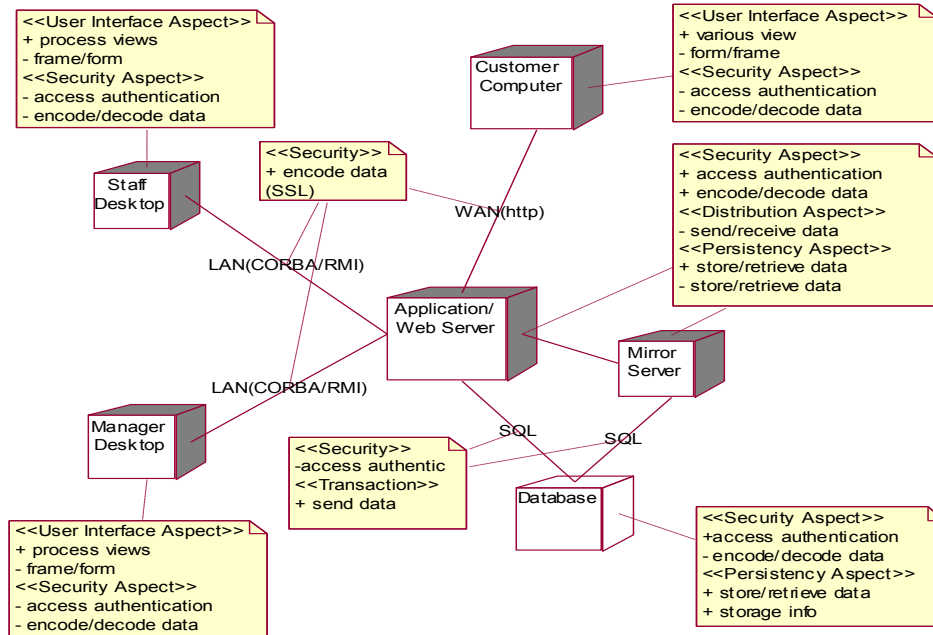 <<User Interface Aspect>>
+ process views
- frame/form
<<Security Aspect>>
- access authentication
- encode/decode data
Customer
Computer
<<User Interface Aspect>>
+ various view
- form/frame
<<Security Aspect>>
- access authentication
- encode/decode data
<<Security>>
+ encode data
(SSL)
Staff
Desktop
WAN(http)
<<Security Aspect>>
+ access authentication
+ encode/decode data
<<Distribution Aspect>>
- send/receive data
<<Persistency Aspect>>
+ store/retrieve data
- store/retrieve data
LAN(CORBA/RMI)
Application/
Web Server
Mirror
Server
LAN(CORBA/RMI)
Manager
Desktop
SQL
SQL
<<Security>>
-access authentic
<<Transaction>>
+ send data
Database
<<User Interface Aspect>>
+ process views
- frame/form
<<Security Aspect>>
- access authentication
- encode/decode data
<<Security Aspect>>
+access authentication
- encode/decode data
<<Persistency Aspect>>
+ store/retrieve data
+ storage info